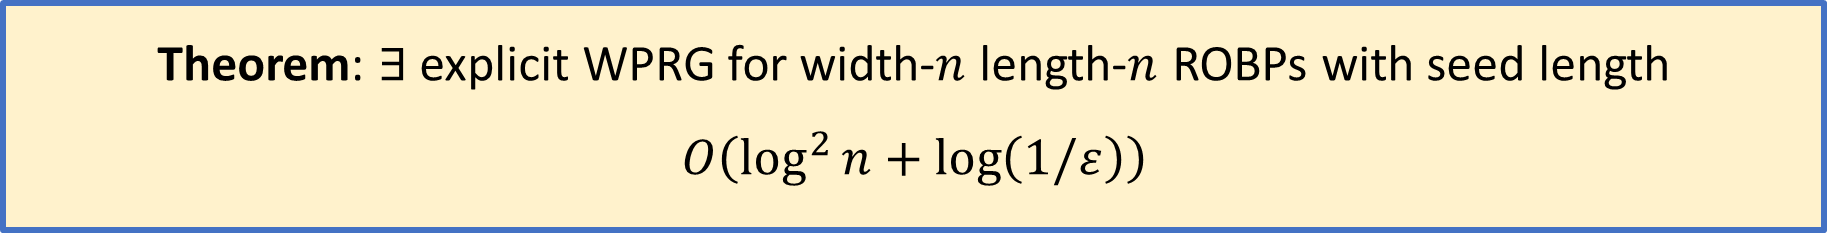 Theorem: ∃ explicit WPRG for width-𝑛 length-𝑛 ROBPs with seed length
𝑂(log² 𝑛 + log(1/𝜀))